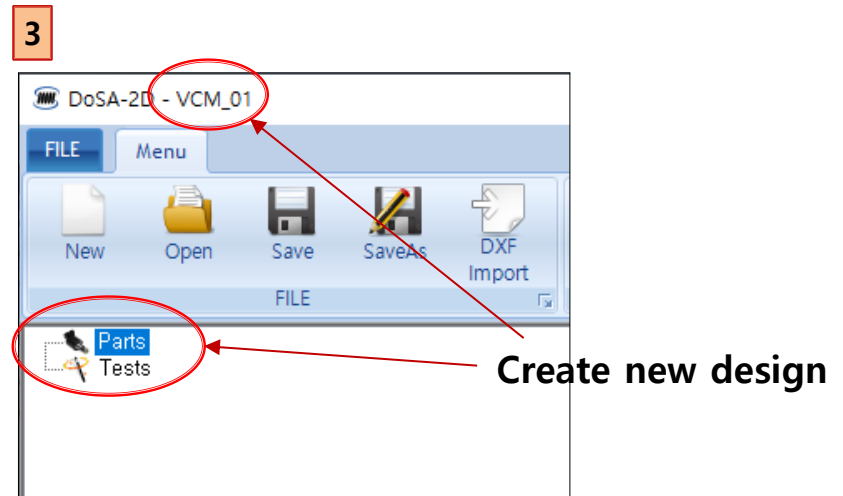 3
DoSA-2D - VCM_01
FILE Menu
New Open Save SaveAs DXF Import
FILE
Parts
Tests
Create new design